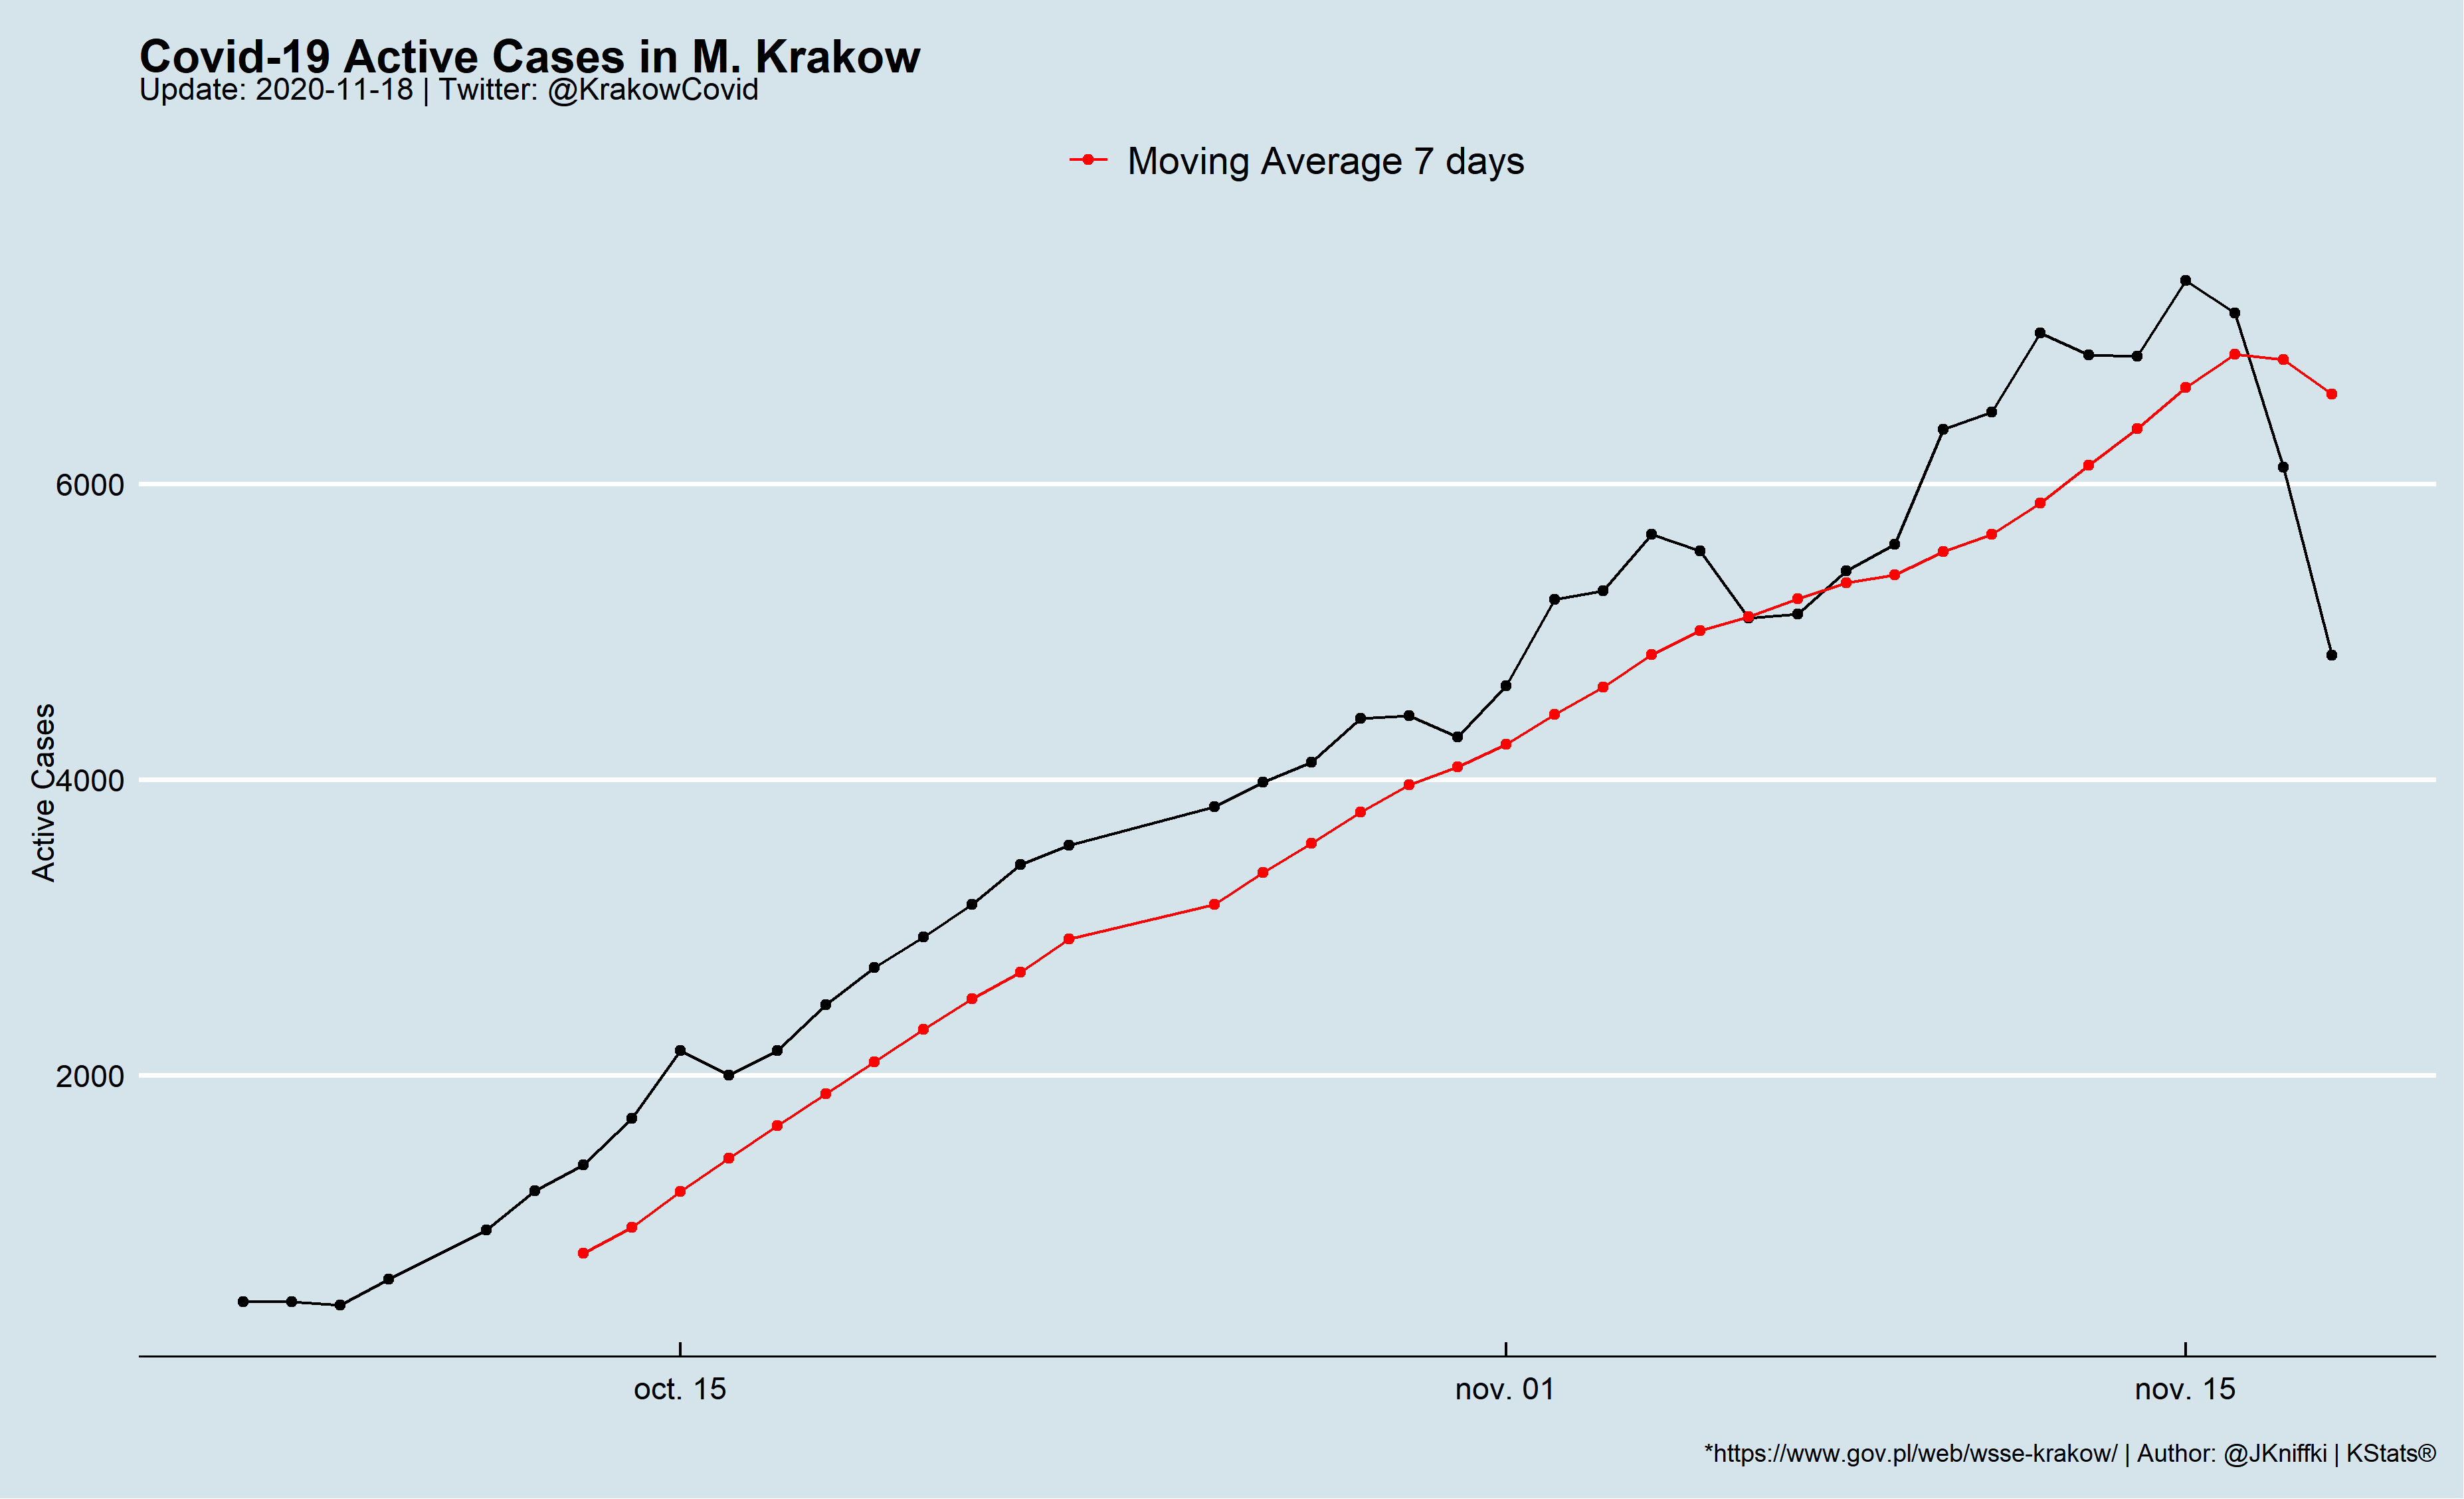 Covid-19 Active Cases in M. Krakow
Update: 2020-11-18 | Twitter: @KrakowCovid
Moving Average 7 days
6000
4000
2000
Active Cases
oct. 15
nov. 01
nov. 15
*https://www.gov.pl/web/wsse-krakow/ | Author: @JKniffki | KStats®